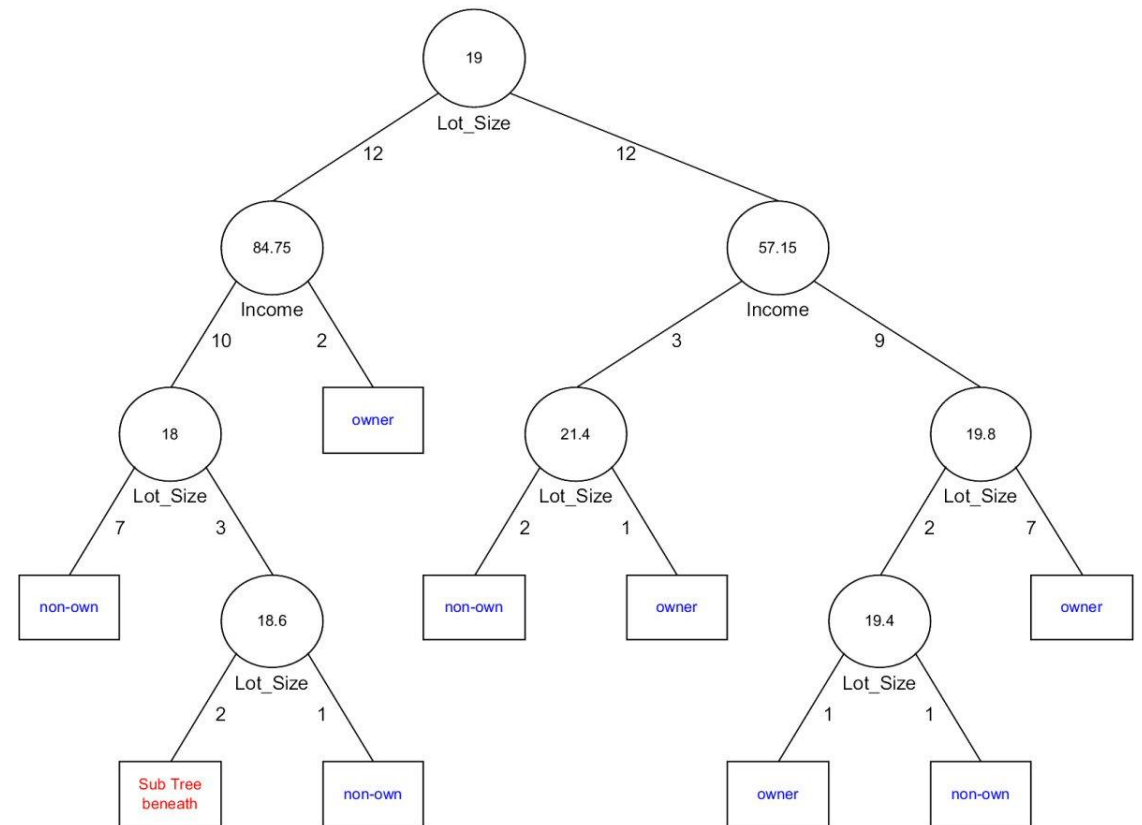 19
Lot_Size
12
12
84.75
57.15
Income
Income
10
2
3
9
owner
18
21.4
19.8
Lot_Size
Lot_Size
Lot_Size
7
3
2
1
2
7
non-own
18.6
non-own
owner
19.4
owner
Lot_Size
Lot_Size
2
1
1
1
Sub Tree
beneath
non-own
owner
non-own